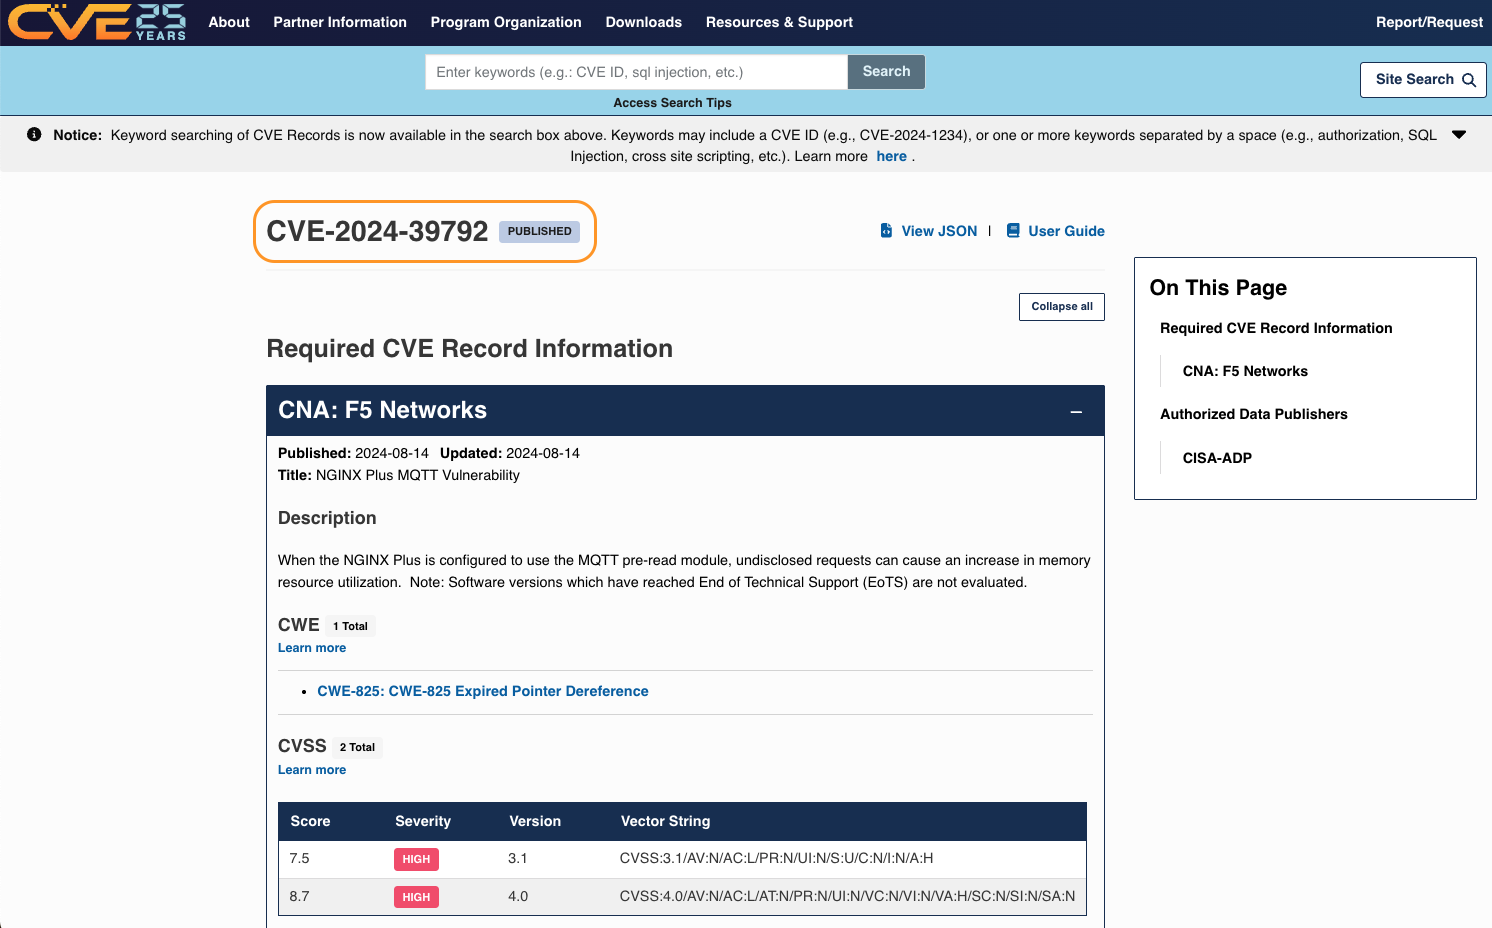 CVE 25 YEARS
About Partner Information Program Organization Downloads Resources & Support Report/Request
Enter keywords (e.g.: CVE ID, sql injection, etc.) Search
Site Search
Access Search Tips
Notice: Keyword searching of CVE Records is now available in the search box above. Keywords may include a CVE ID (e.g., CVE-2024-1234), or one or more keywords separated by a space (e.g., authorization, SQL
Injection, cross site scripting, etc.). Learn more here .
CVE-2024-39792 PUBLISHED
View JSON | User Guide
Collapse all
Required CVE Record Information
CNA: F5 Networks –
Published: 2024-08-14 Updated: 2024-08-14
Title: NGINX Plus MQTT Vulnerability
Description
When the NGINX Plus is configured to use the MQTT pre-read module, undisclosed requests can cause an increase in memory
resource utilization. Note: Software versions which have reached End of Technical Support (EoTS) are not evaluated.
CWE 1 Total
Learn more
• CWE-825: CWE-825 Expired Pointer Dereference
CVSS 2 Total
Learn more
Score Severity Version Vector String
7.5 HIGH 3.1 CVSS:3.1/AV:N/AC:L/PR:N/UI:N/S:U/C:N/I:N/A:H
8.7 HIGH 4.0 CVSS:4.0/AV:N/AC:L/AT:N/PR:N/UI:N/VC:N/VI:N/VA:H/SC:N/SI:N/SA:N
On This Page
Required CVE Record Information
CNA: F5 Networks
Authorized Data Publishers
CISA-ADP